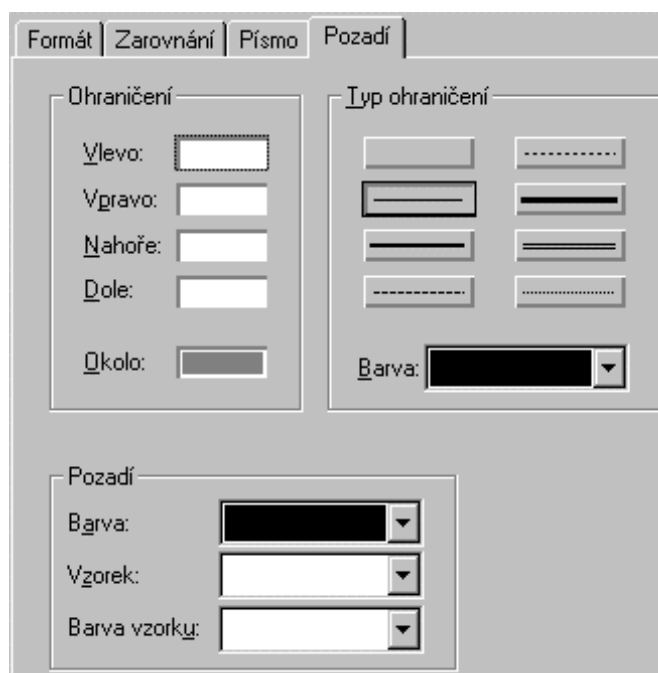 Formát Zarovnání Písmo Pozadí
Ohraničení
Vlevo:
Vpravo:
Nahoře:
Dole:
Okolo:
Typ ohraničení
Barva:
Pozadí
Barva:
Vzorek:
Barva vzorku: